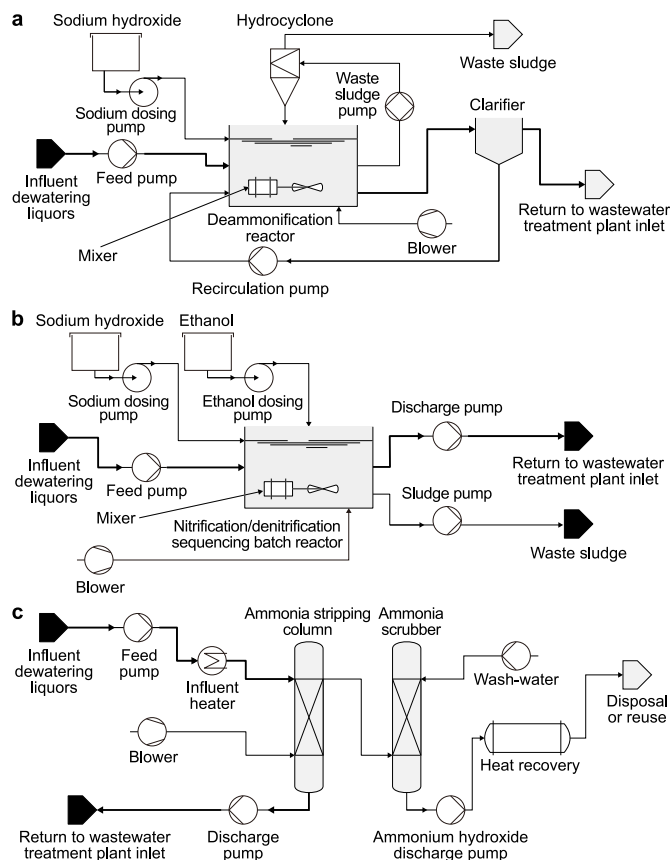 a
Sodium hydroxide
Hydrocyclone
Waste sludge
Waste
sludge
pump
Clarifier
Sodium dosing
pump
Influent
dewatering
liquors
Feed pump
Return to wastewater
treatment plant inlet
Deammonification
reactor
Blower
Mixer
Recirculation pump
b
Sodium hydroxide
Ethanol
Sodium dosing
pump
Ethanol dosing
pump
Discharge pump
Influent
dewatering
liquors
Feed pump
Return to wastewater
treatment plant inlet
Sludge pump
Mixer
Nitrification/denitrification
sequencing batch reactor
Waste sludge
Blower
c
Ammonia stripping
column
Ammonia
scrubber
Influent
dewatering
liquors
Feed
pump
Influent
heater
Wash-water
Disposal
or reuse
Blower
Heat recovery
Return to wastewater
treatment plant inlet
Discharge
pump
Ammonium hydroxide
discharge pump